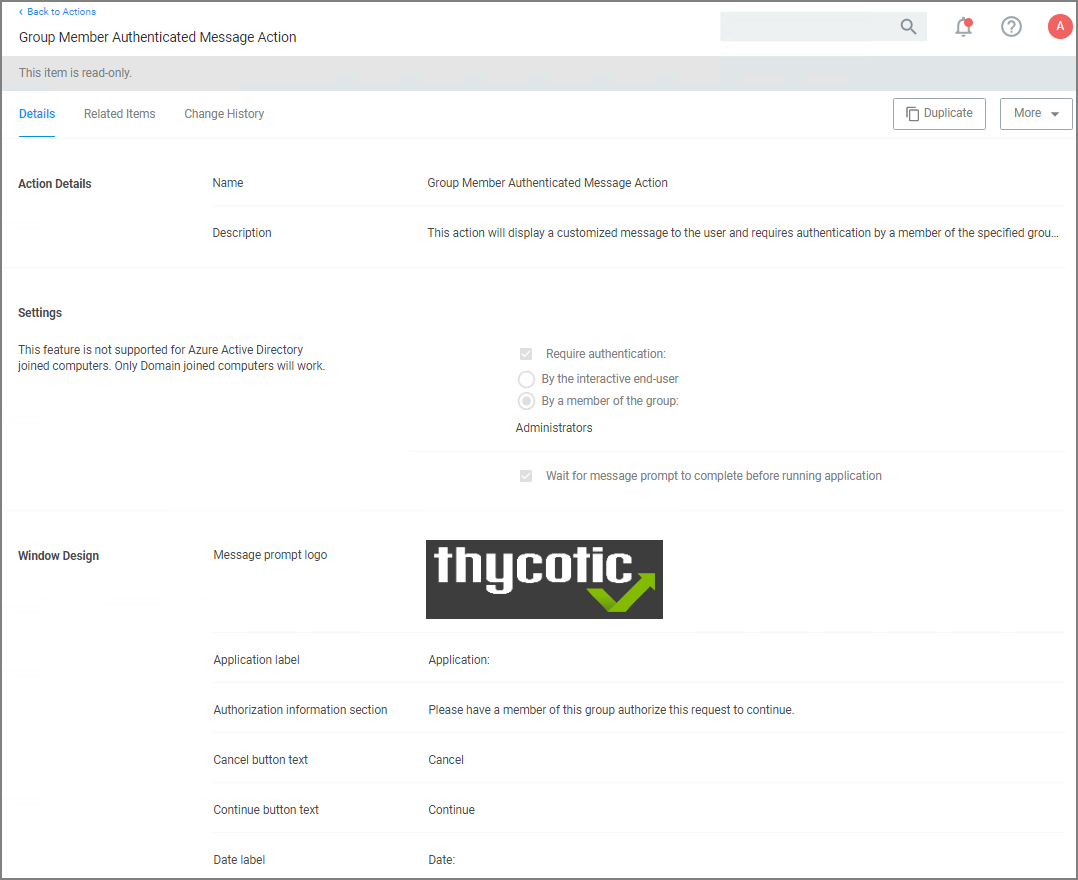 Back to Actions
Group Member Authenticated Message Action
A
This item is read-only.
Details Related Items Change History Duplicate More
Action Details Name Group Member Authenticated Message Action
Description This action will display a customized message to the user and requires authentication by a member of the specified grou...
Settings
This feature is not supported for Azure Active Directory
joined computers. Only Domain joined computers will work.
Require authentication:
By the interactive end-user
By a member of the group:
Administrators
Wait for message prompt to complete before running application
Window Design Message prompt logo thycotic
Application label Application:
Authorization information section Please have a member of this group authorize this request to continue.
Cancel button text Cancel
Continue button text Continue
Date label Date: